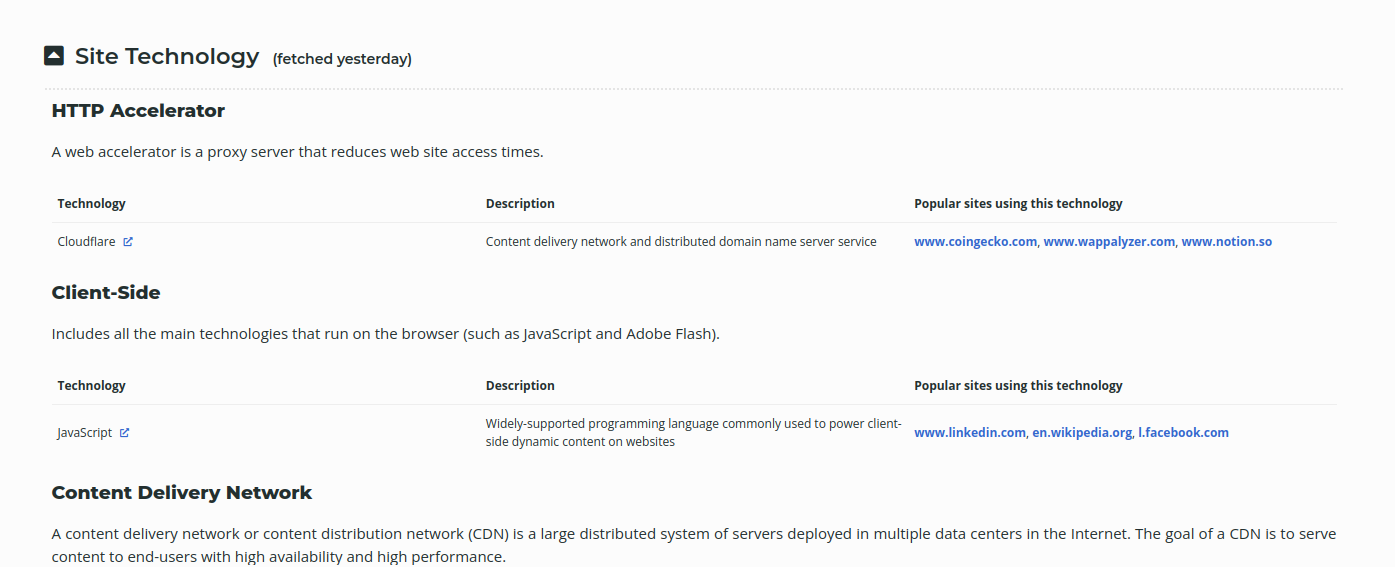 Site Technology (fetched yesterday)
HTTP Accelerator
A web accelerator is a proxy server that reduces web site access times.
Technology Description Popular sites using this technology
Cloudflare Content delivery network and distributed domain name server service www.coingecko.com, www.wappalyzer.com, www.notion.so
Client-Side
Includes all the main technologies that run on the browser (such as JavaScript and Adobe Flash).
Technology Description Popular sites using this technology
JavaScript Widely-supported programming language commonly used to power client-
side dynamic content on websites www.linkedin.com, en.wikipedia.org, l.facebook.com
Content Delivery Network
A content delivery network or content distribution network (CDN) is a large distributed system of servers deployed in multiple data centers in the Internet. The goal of a CDN is to serve
content to end-users with high availability and high performance.